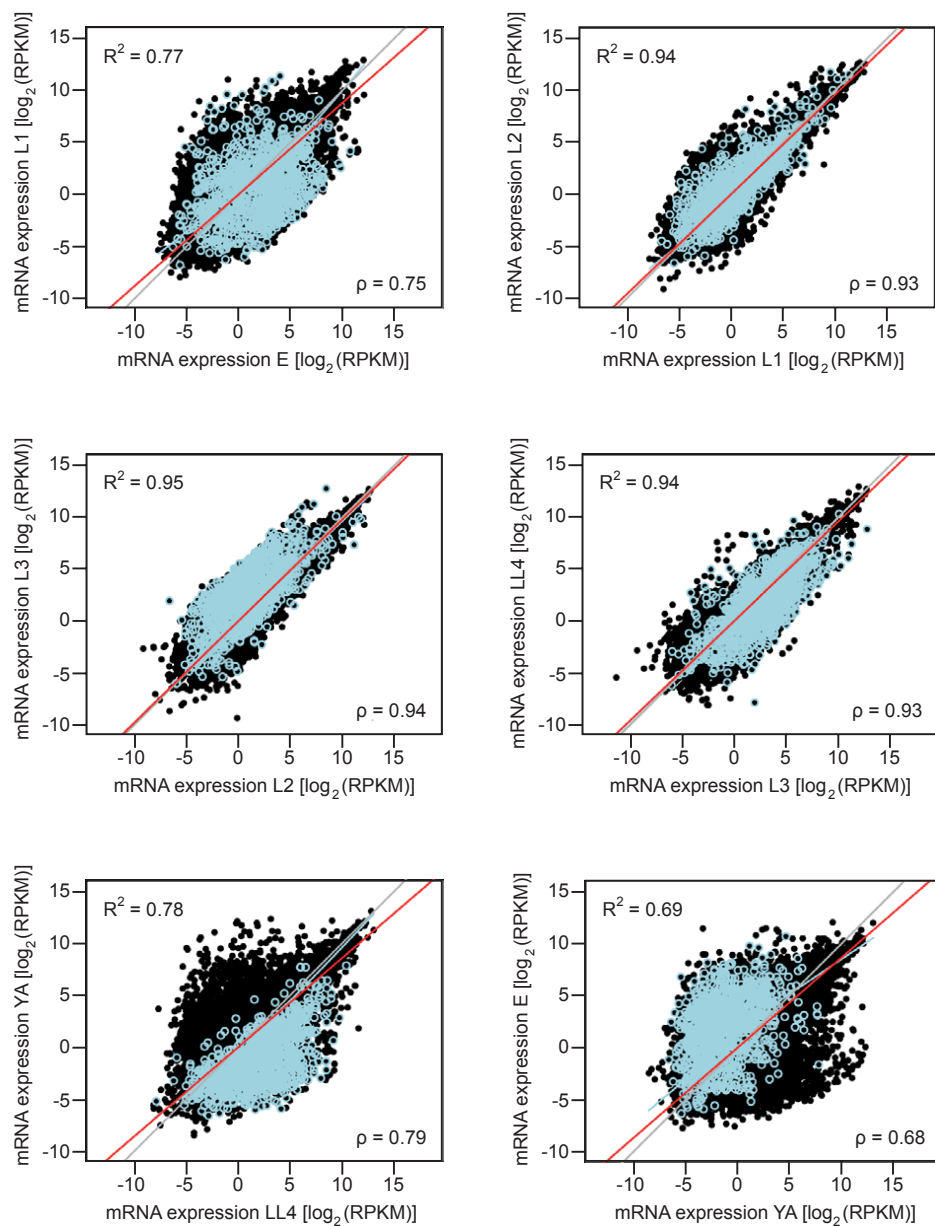 R² = 0.77
ρ = 0.75
15
10
5
0
-5
-10
-10 -5 0 5 10 15
mRNA expression L1 [log₂(RPKM)]
mRNA expression E [log₂(RPKM)]
R² = 0.94
ρ = 0.93
15
10
5
0
-5
-10
-10 -5 0 5 10 15
mRNA expression L2 [log₂(RPKM)]
mRNA expression L1 [log₂(RPKM)]
R² = 0.95
ρ = 0.94
15
10
5
0
-5
-10
-10 -5 0 5 10 15
mRNA expression L3 [log₂(RPKM)]
mRNA expression L2 [log₂(RPKM)]
R² = 0.94
ρ = 0.93
15
10
5
0
-5
-10
-10 -5 0 5 10 15
mRNA expression LL4 [log₂(RPKM)]
mRNA expression L3 [log₂(RPKM)]
R² = 0.78
ρ = 0.79
15
10
5
0
-5
-10
-10 -5 0 5 10 15
mRNA expression YA [log₂(RPKM)]
mRNA expression LL4 [log₂(RPKM)]
R² = 0.69
ρ = 0.68
15
10
5
0
-5
-10
-10 -5 0 5 10 15
mRNA expression E [log₂(RPKM)]
mRNA expression YA [log₂(RPKM)]